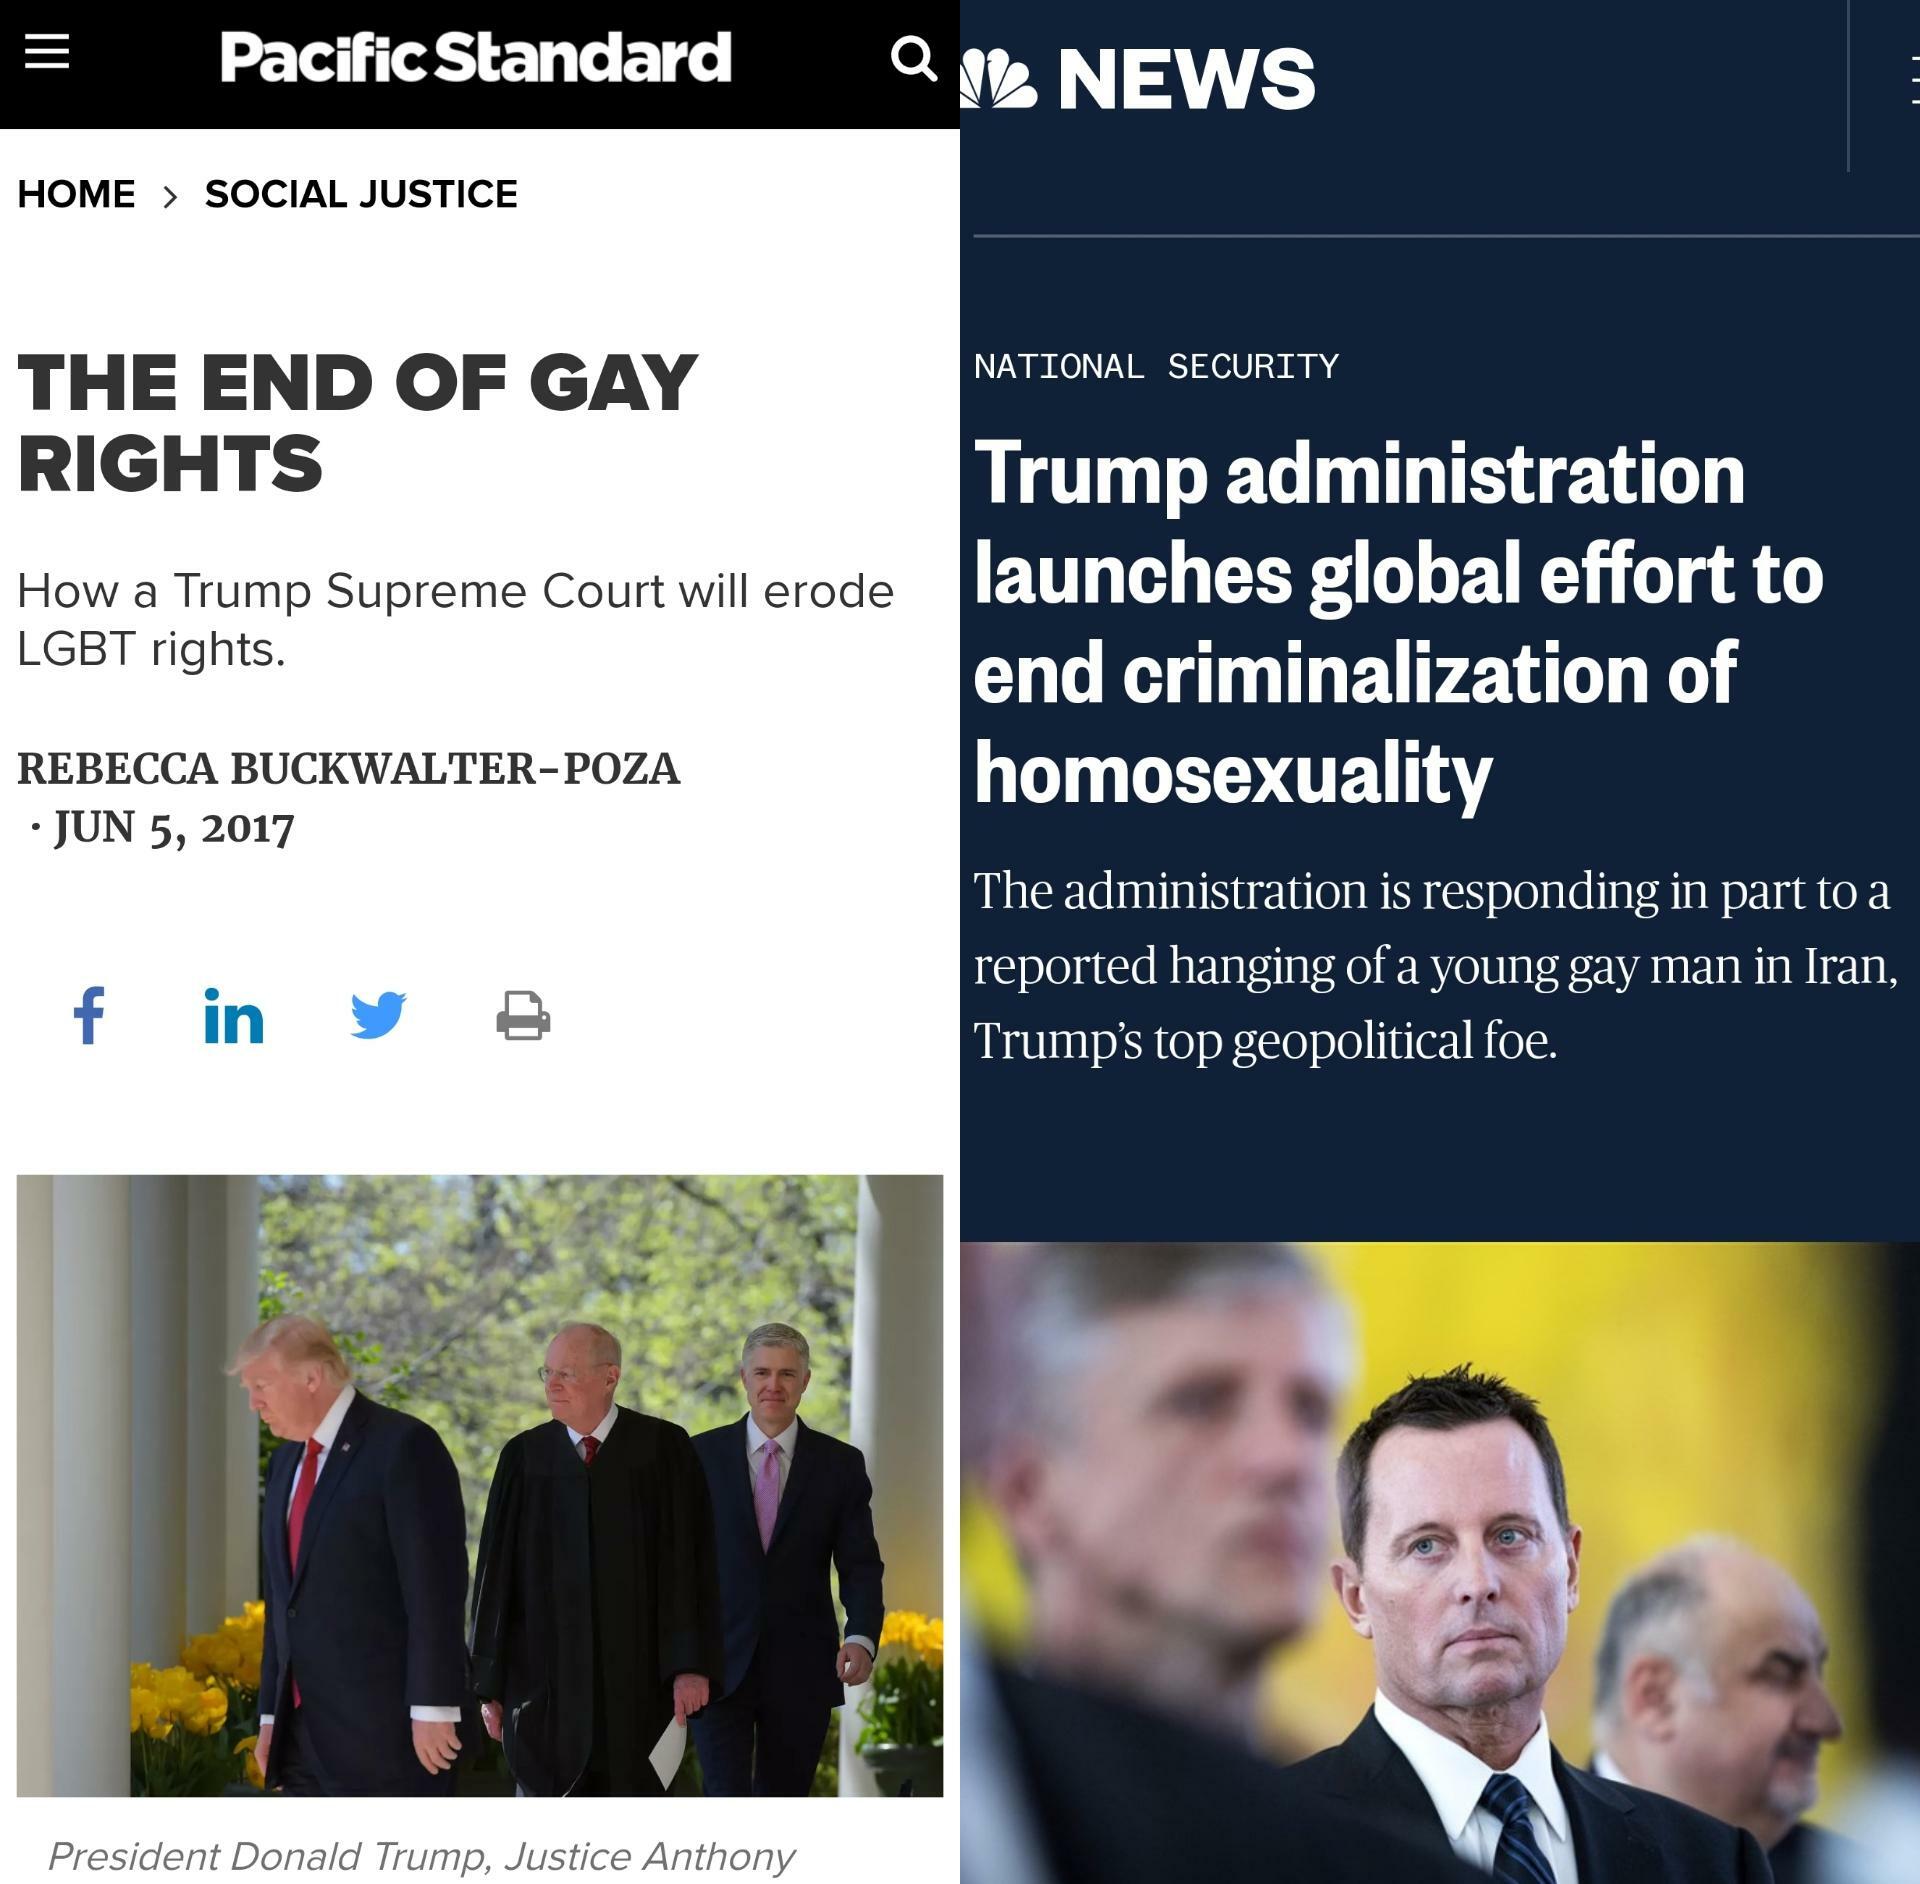 Pacific Standard
HOME > SOCIAL JUSTICE
THE END OF GAY
RIGHTS
How a Trump Supreme Court will erode
LGBT rights.
REBECCA BUCKWALTER-POZA
· JUN 5, 2017
President Donald Trump, Justice Anthony
NEWS
NATIONAL SECURITY
Trump administration
launches global effort to
end criminalization of
homosexuality
The administration is responding in part to a
reported hanging of a young gay man in Iran,
Trump’s top geopolitical foe.